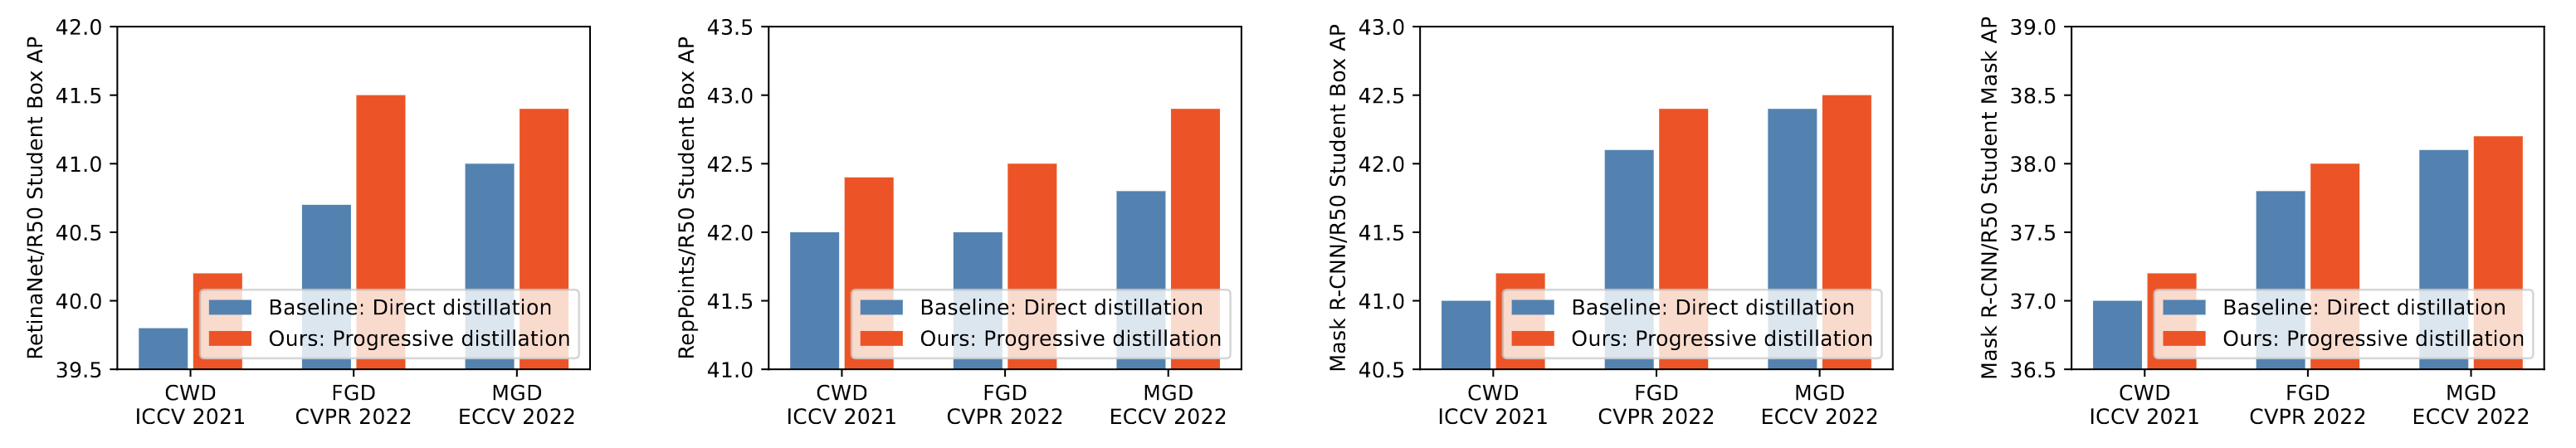 RetinaNet/R50 Student Box AP
42.0
41.5
41.0
40.5
40.0
39.5
Baseline: Direct distillation
Ours: Progressive distillation
CWD
ICCV 2021
FGD
CVPR 2022
MGD
ECCV 2022
RepPoints/R50 Student Box AP
43.5
43.0
42.5
42.0
41.5
41.0
Baseline: Direct distillation
Ours: Progressive distillation
CWD
ICCV 2021
FGD
CVPR 2022
MGD
ECCV 2022
Mask R-CNN/R50 Student Box AP
43.0
42.5
42.0
41.5
41.0
40.5
Baseline: Direct distillation
Ours: Progressive distillation
CWD
ICCV 2021
FGD
CVPR 2022
MGD
ECCV 2022
Mask R-CNN/R50 Student Mask AP
39.0
38.5
38.0
37.5
37.0
36.5
Baseline: Direct distillation
Ours: Progressive distillation
CWD
ICCV 2021
FGD
CVPR 2022
MGD
ECCV 2022